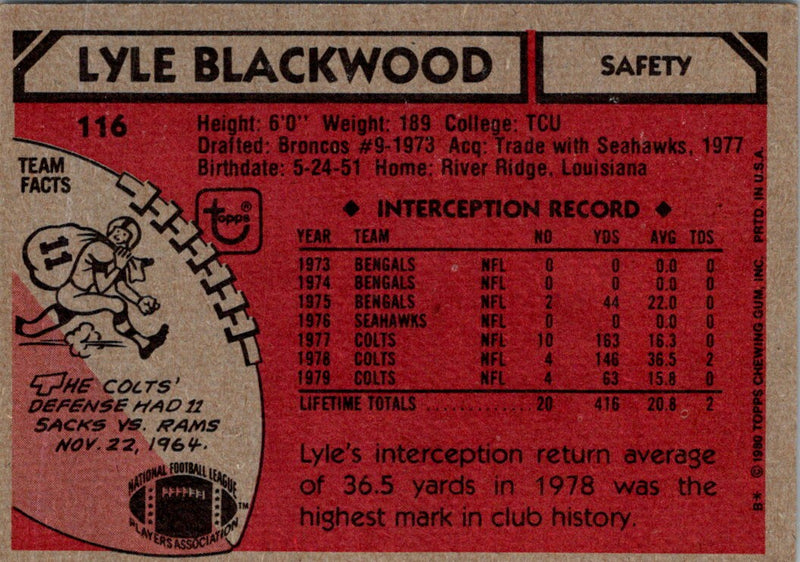 LYLE BLACKWOOD SAFETY
116
Height: 6'0" Weight: 189 College: TCU
Drafted: Broncos #9-1973 Acq: Trade with Seahawks, 1977
Birthdate: 5-24-51 Home: River Ridge, Louisiana
TEAM
FACTS
11
topps®
◆ INTERCEPTION RECORD ◆
YEAR TEAM NO YDS AVG TDS
1973 BENGALS NFL 0 0 0.0 0
1974 BENGALS NFL 0 0 0.0 0
1975 BENGALS NFL 2 44 22.0 0
1976 SEAHAWKS NFL 0 0 0.0 0
1977 COLTS NFL 10 163 16.3 0
1978 COLTS NFL 4 146 36.5 2
1979 COLTS NFL 4 63 15.8 0
LIFETIME TOTALS 20 416 20.8 2
THE COLTS'
DEFENSE HAD 11
SACKS VS. RAMS
NOV. 22, 1964.
NATIONAL FOOTBALL LEAGUE
PLAYERS ASSOCIATION™
Lyle's interception return average
of 36.5 yards in 1978 was the
highest mark in club history.
B* © 1980 TOPPS CHEWING GUM, INC. PRTD. IN U.S.A.